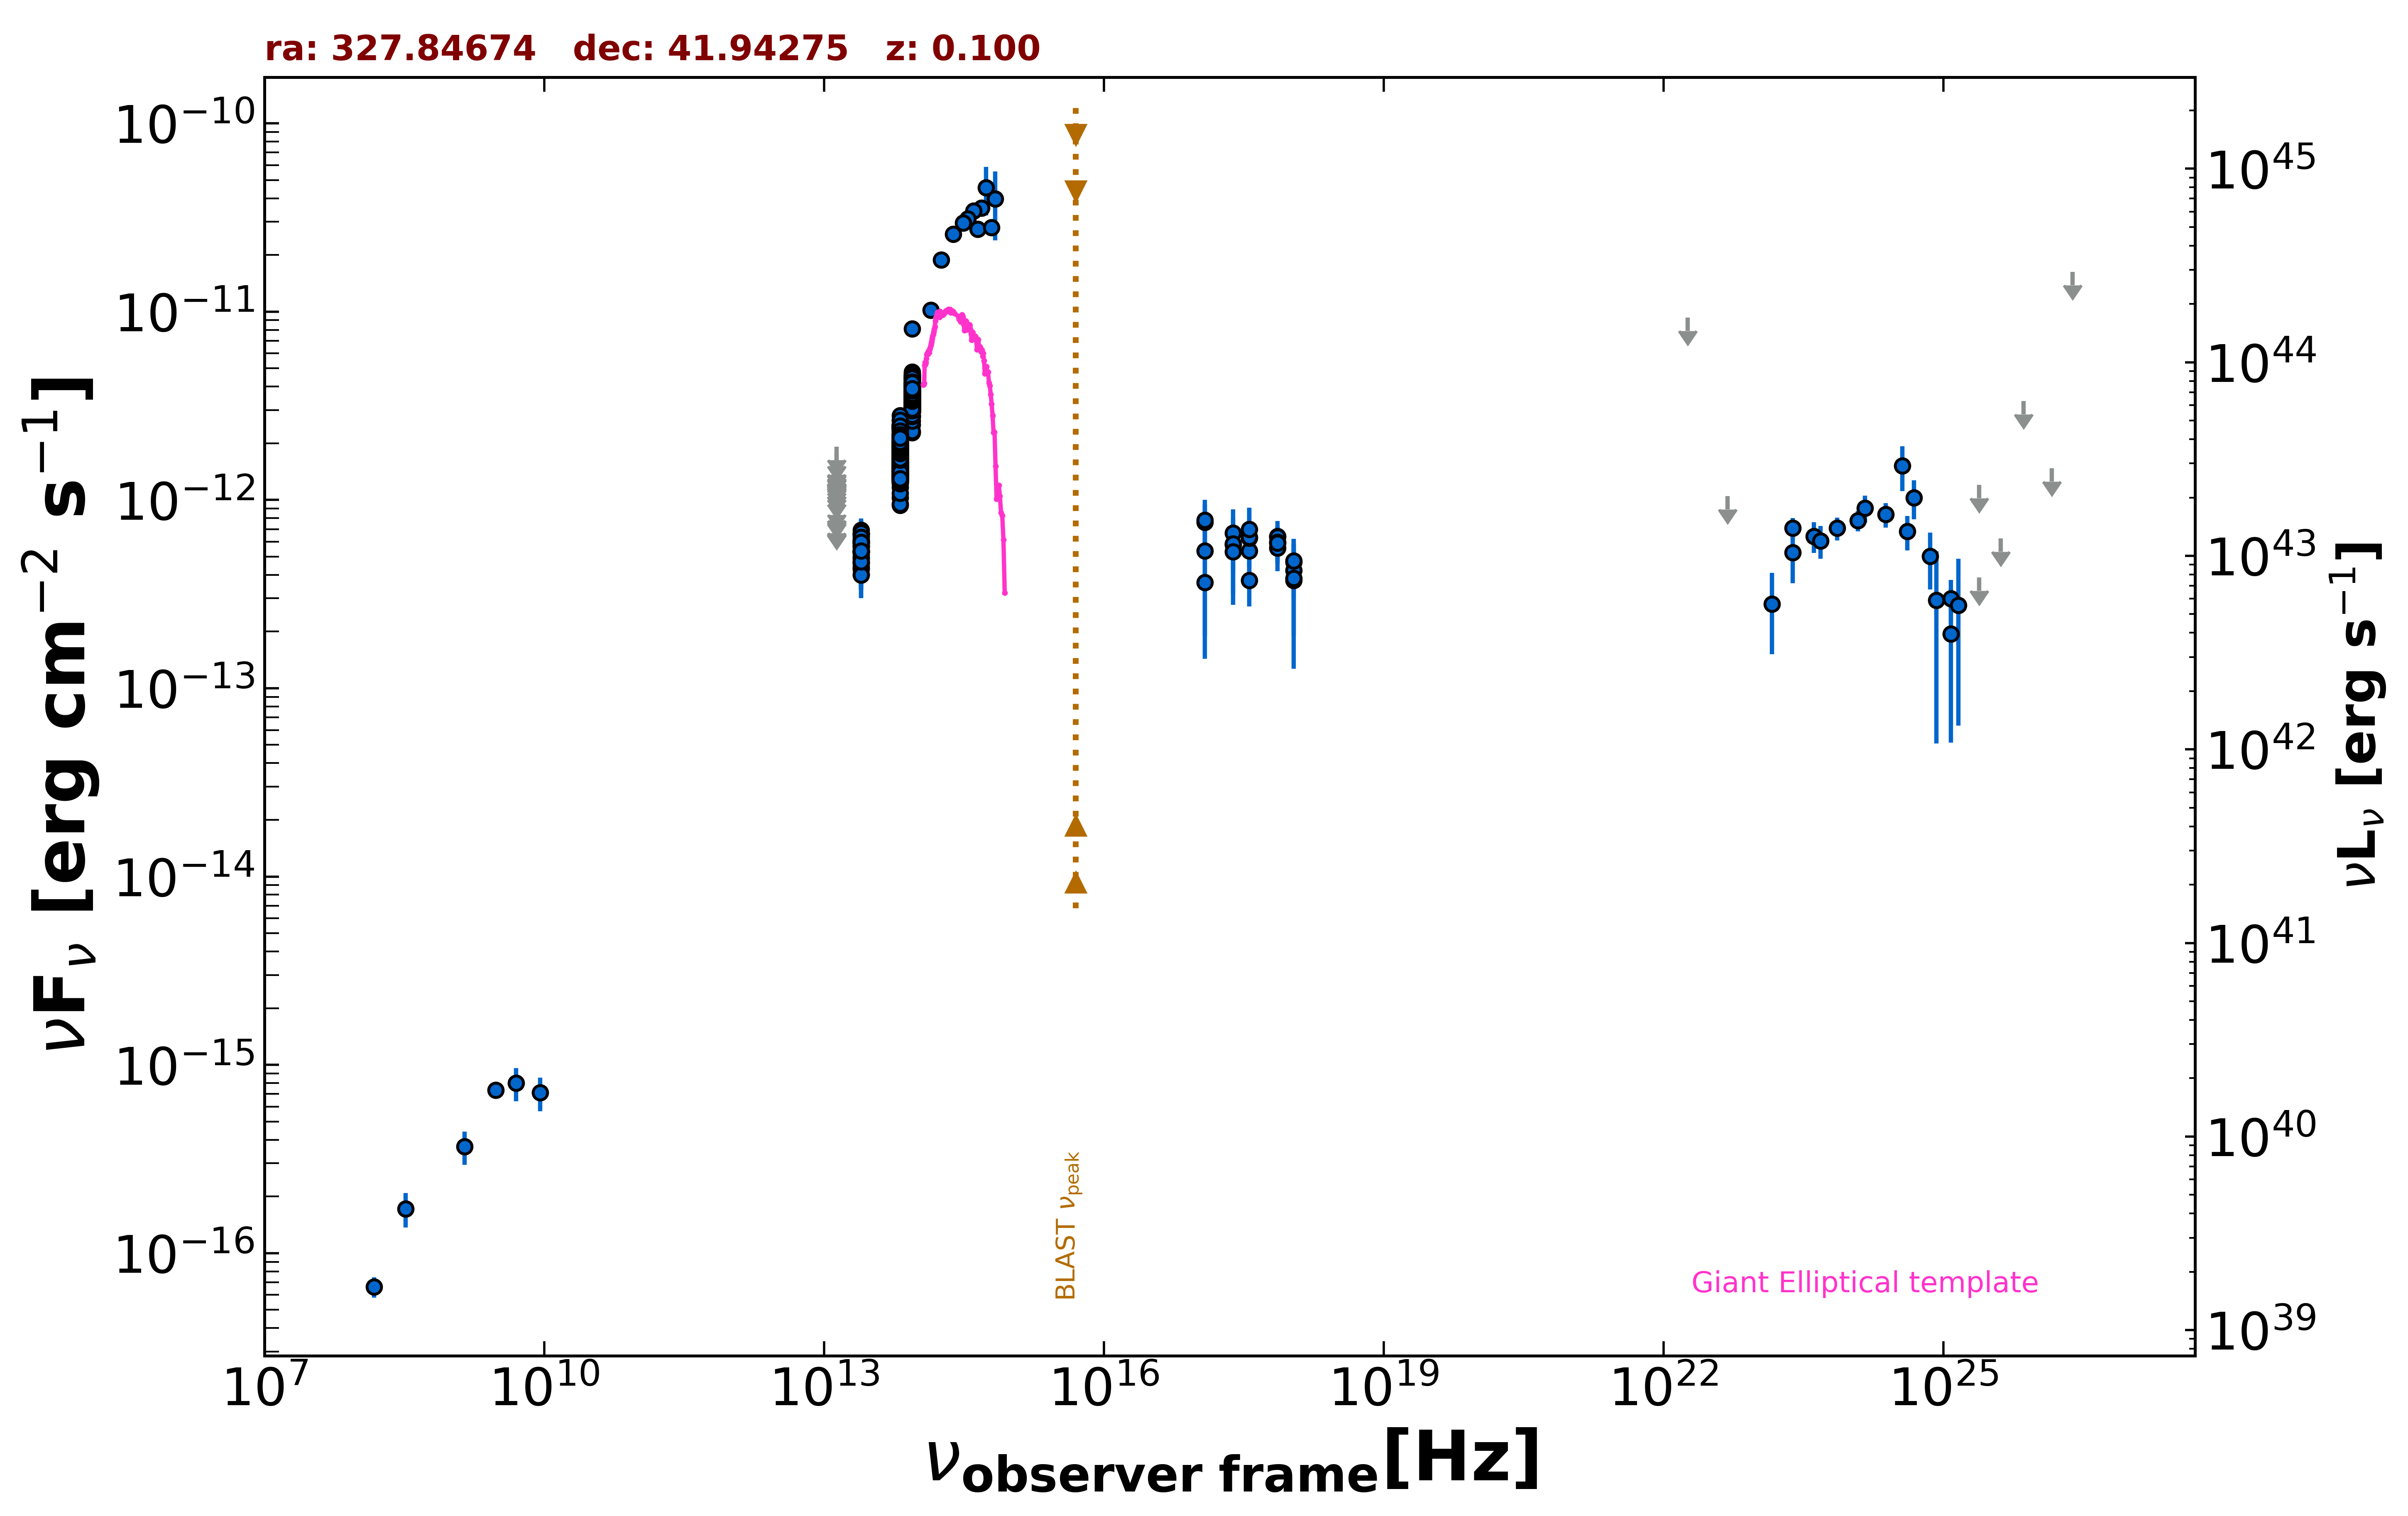 ra: 327.84674 dec: 41.94275 z: 0.100
νF_ν [erg cm^−2 s^−1]
10^−10
10^−11
10^−12
10^−13
10^−14
10^−15
10^−16
10^45
10^44
10^43
10^42
10^41
10^40
10^39
νL_ν [erg s^−1]
BLAST ν_peak
Giant Elliptical template
10^7 10^10 10^13 10^16 10^19 10^22 10^25
ν_observer frame [Hz]